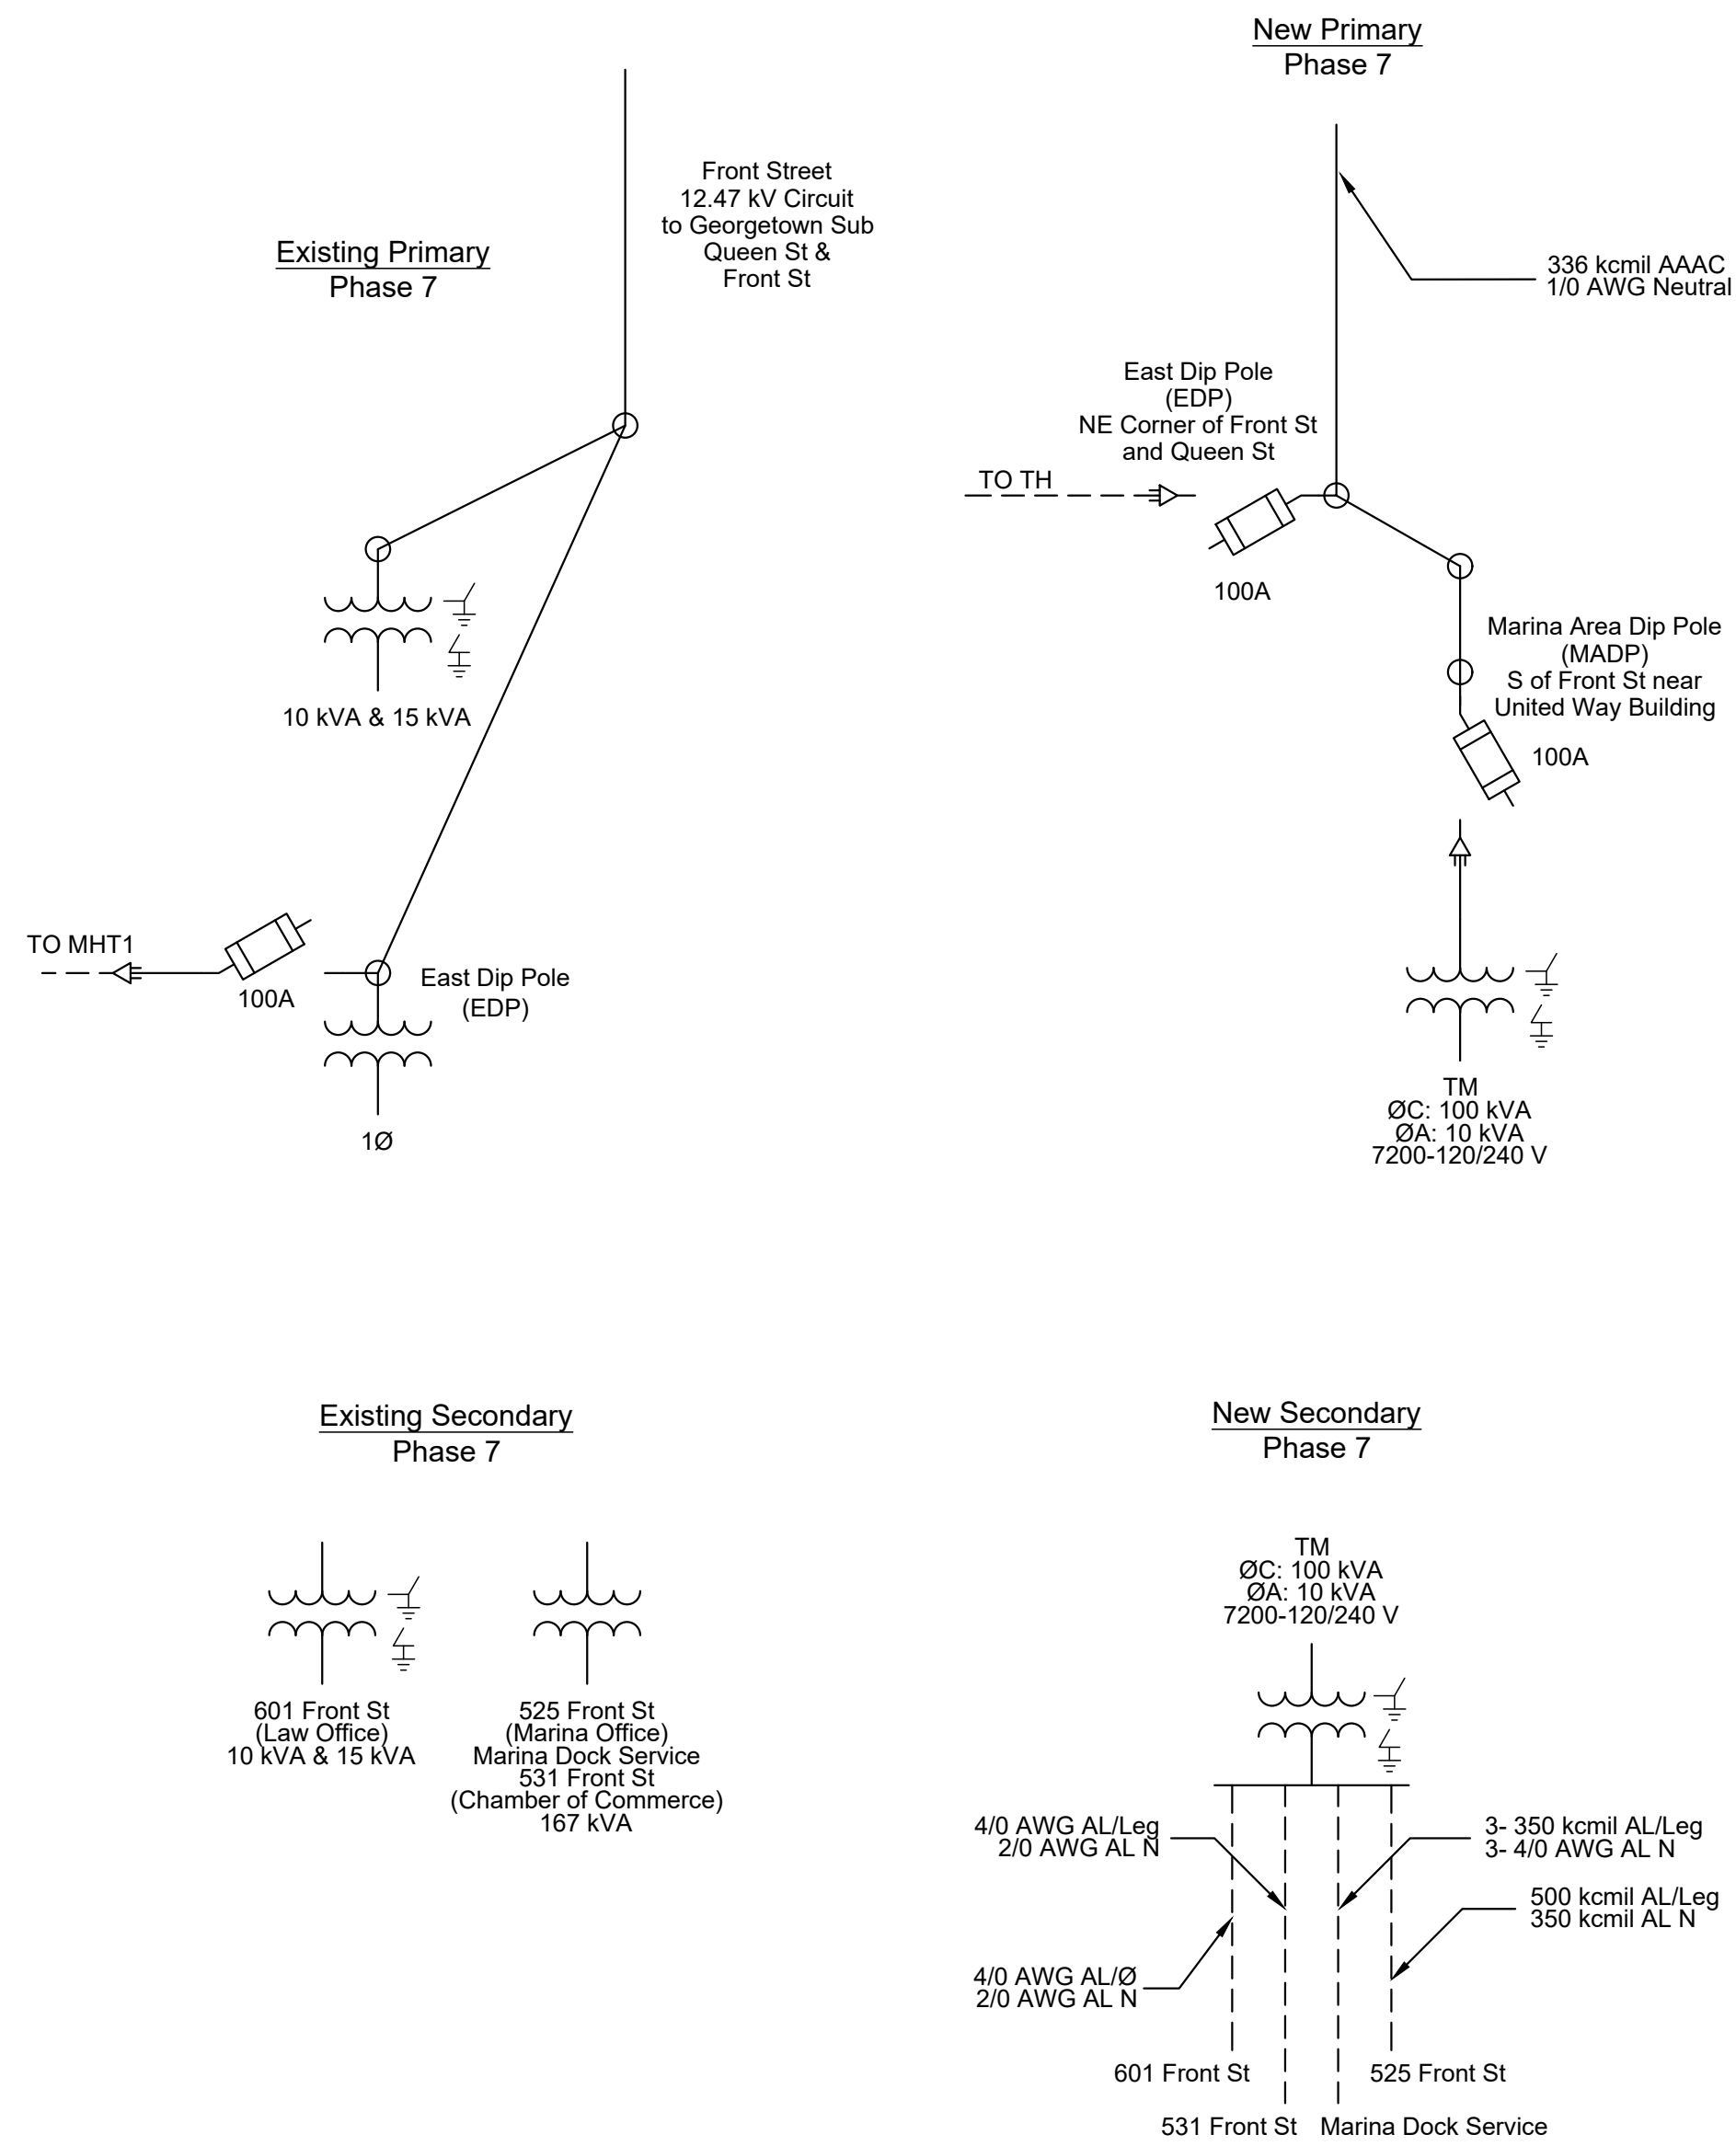 New Primary
Phase 7
Front Street
12.47 kV Circuit
to Georgetown Sub
Queen St &
Front St
Existing Primary
Phase 7
336 kcmil AAAC
1/0 AWG Neutral
East Dip Pole
(EDP)
NE Corner of Front St
and Queen St
TO TH
100A
Marina Area Dip Pole
(MADP)
S of Front St near
United Way Building
100A
10 kVA & 15 kVA
TO MHT1
100A
East Dip Pole
(EDP)
1Ø
TM
ØC: 100 kVA
ØA: 10 kVA
7200-120/240 V
Existing Secondary
Phase 7
601 Front St
(Law Office)
10 kVA & 15 kVA
525 Front St
(Marina Office)
Marina Dock Service
531 Front St
(Chamber of Commerce)
167 kVA
New Secondary
Phase 7
TM
ØC: 100 kVA
ØA: 10 kVA
7200-120/240 V
4/0 AWG AL/Leg
2/0 AWG AL N
3- 350 kcmil AL/Leg
3- 4/0 AWG AL N
500 kcmil AL/Leg
350 kcmil AL N
4/0 AWG AL/Ø
2/0 AWG AL N
601 Front St
525 Front St
531 Front St
Marina Dock Service